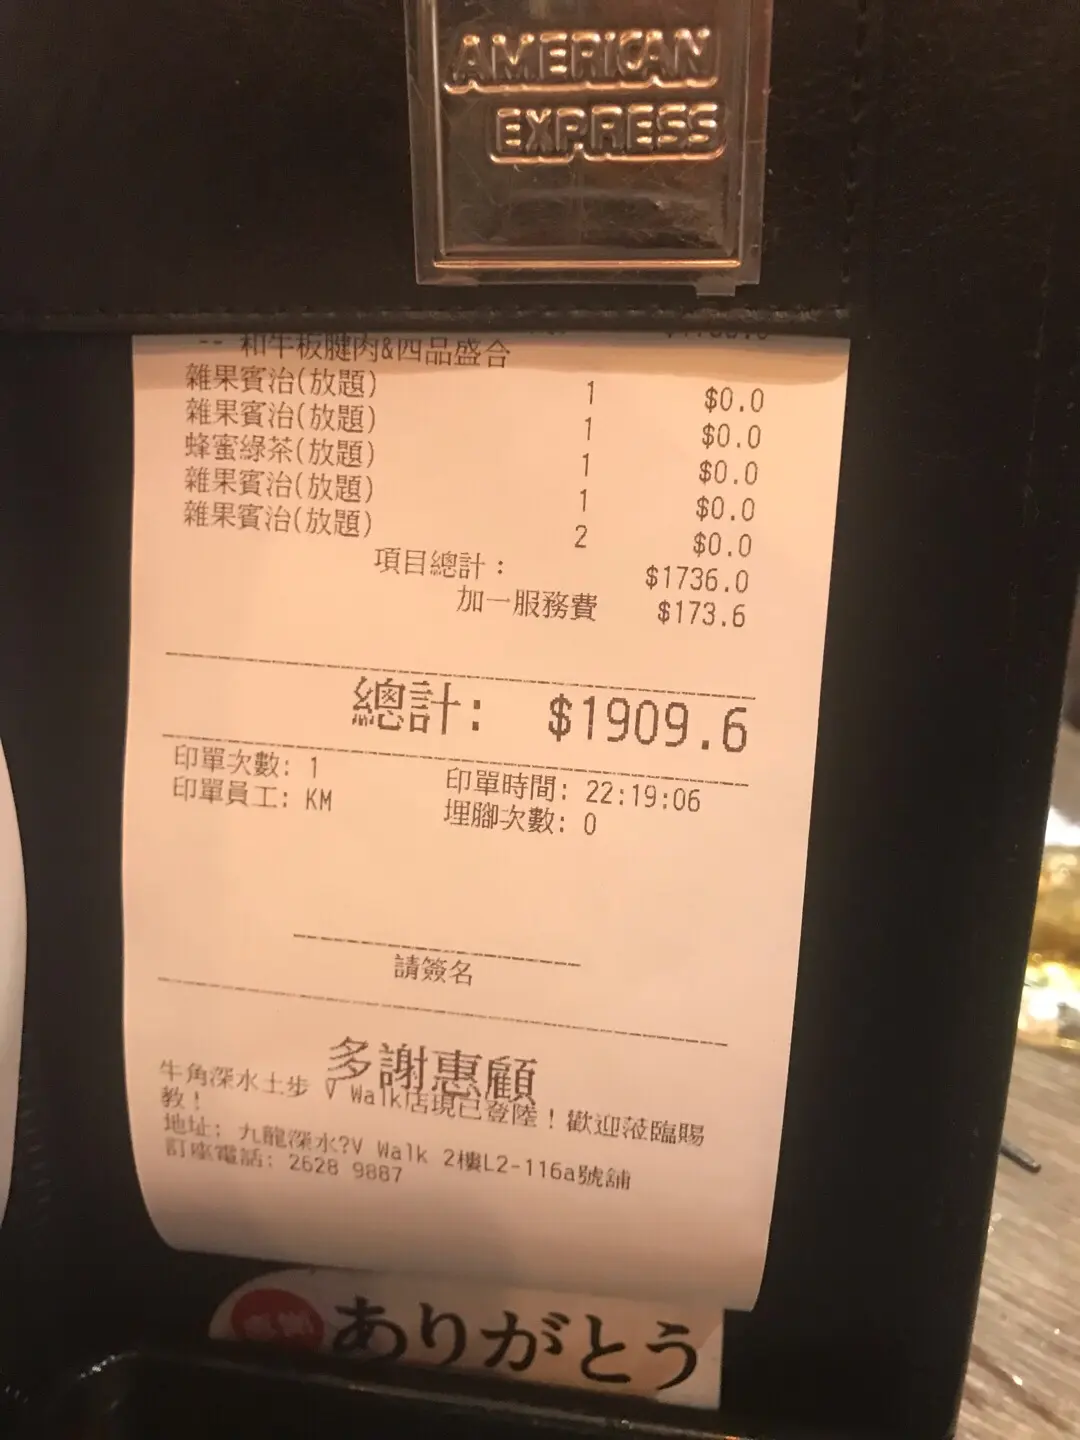 AMERICAN
EXPRESS
-- 和牛板腱肉&四品盛合
雜果賓治(放題) 1 $0.0
雜果賓治(放題) 1 $0.0
蜂蜜綠茶(放題) 1 $0.0
雜果賓治(放題) 1 $0.0
雜果賓治(放題) 2 $0.0
項目總計： $1736.0
加一服務費 $173.6
總計: $1909.6
印單次數: 1 印單時間: 22:19:06
印單員工: KM 埋腳次數: 0
請簽名
多謝惠顧
牛角深水土步 V Walk店現已登陸！歡迎蒞臨賜
教！
地址: 九龍深水?V Walk 2樓L2-116a號舖
訂座電話: 2628 9887
ありがとう